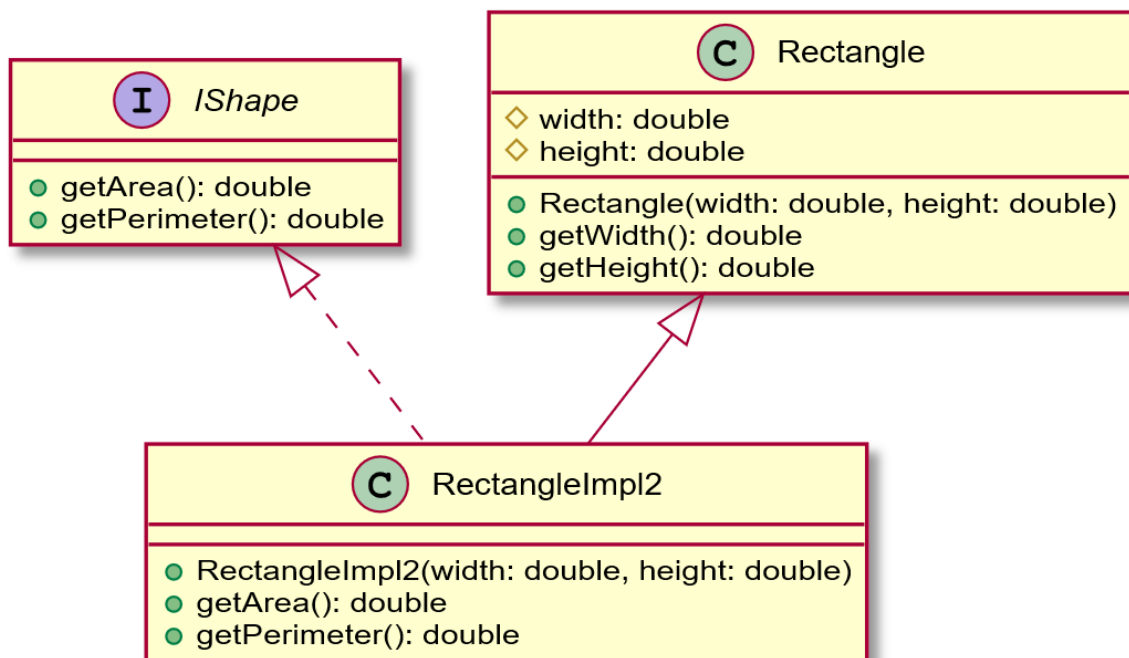 I IShape
getArea(): double
getPerimeter(): double
C Rectangle
width: double
height: double
Rectangle(width: double, height: double)
getWidth(): double
getHeight(): double
C RectangleImpl2
RectangleImpl2(width: double, height: double)
getArea(): double
getPerimeter(): double